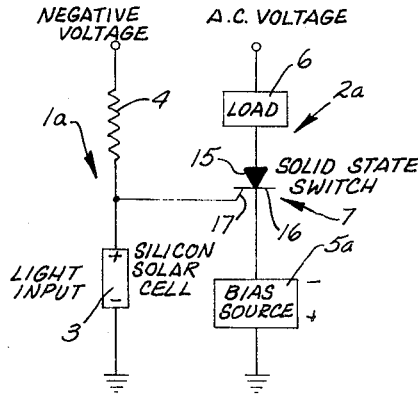 NEGATIVE
VOLTAGE
A.C. VOLTAGE
4
6
LOAD
2a
1a
15
SOLID STATE
SWITCH
17
16
7
+
SILICON
SOLAR
CELL
-
LIGHT
INPUT
3
5a
BIAS
SOURCE
-
+